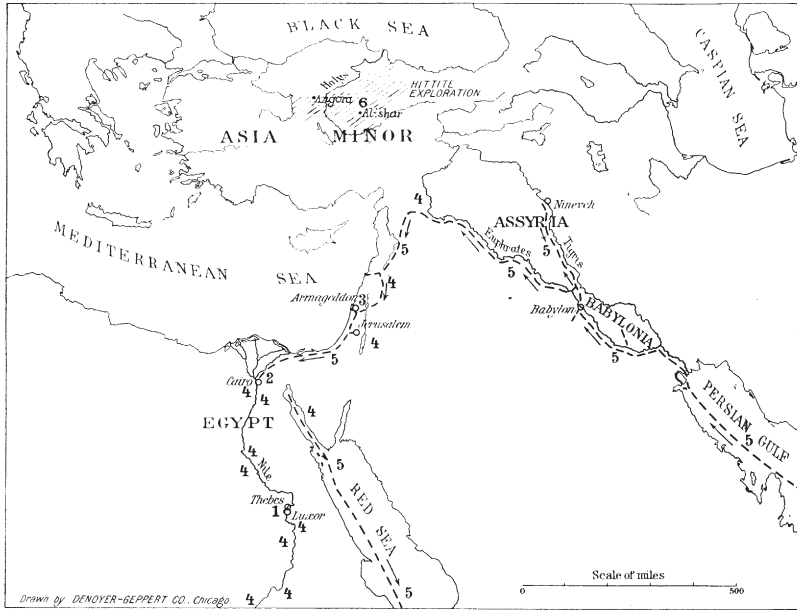 BLACK SEA
CASPIAN SEA
Halys
HITTITE
EXPLORATION
Angora
6
Alishar
ASIA MINOR
4
Nineveh
ASSYRIA
MEDITERRANEAN SEA
5
Euphrates
5
5
Tigris
4
Armageddon
3
Jerusalem
4
Babylon
BABYLONIA
5
5
Cairo
2
4
4
EGYPT
4
PERSIAN GULF
5
4
4
Nile
5
RED SEA
Thebes
1
Luxor
4
4
Scale of miles
0
500
Drawn by DENOYER-GEPPERT CO. Chicago
4
4
5